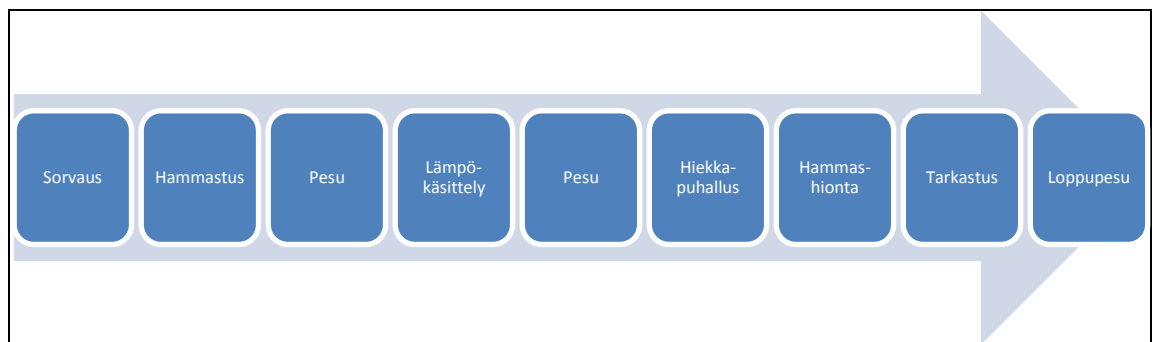 Sorvaus
Hammastus
Pesu
Lämpö-
käsittely
Pesu
Hiekka-
puhallus
Hammas-
hionta
Tarkastus
Loppupesu